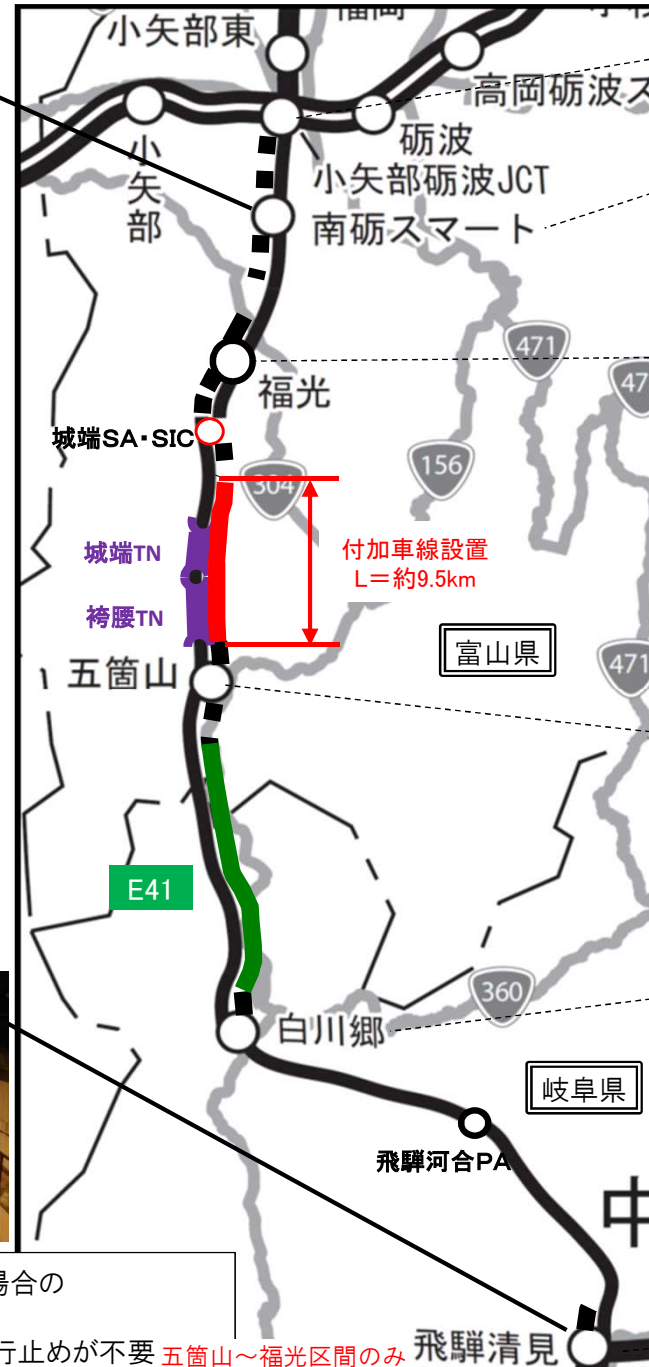 小矢部東
高岡砺波ス
砺波
小矢部砺波JCT
小矢部
南砺スマート
471
47
福光
城端SA・SIC
304
156
付加車線設置
L=約9.5km
城端TN
袴腰TN
富山県
471
五箇山
E41
360
白川郷
岐阜県
飛騨河合PA
中
場合の
行止めが不要
五箇山～福光区間のみ
飛騨清見